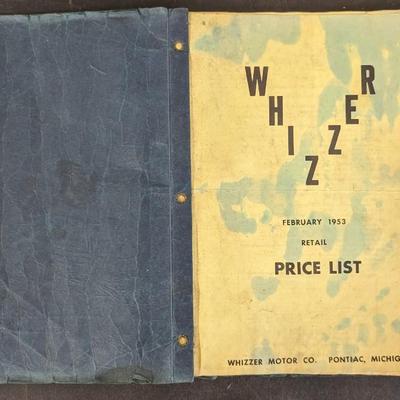 WHIZZER
FEBRUARY 1953
RETAIL
PRICE LIST
WHIZZER MOTOR CO. PONTIAC, MICHIG